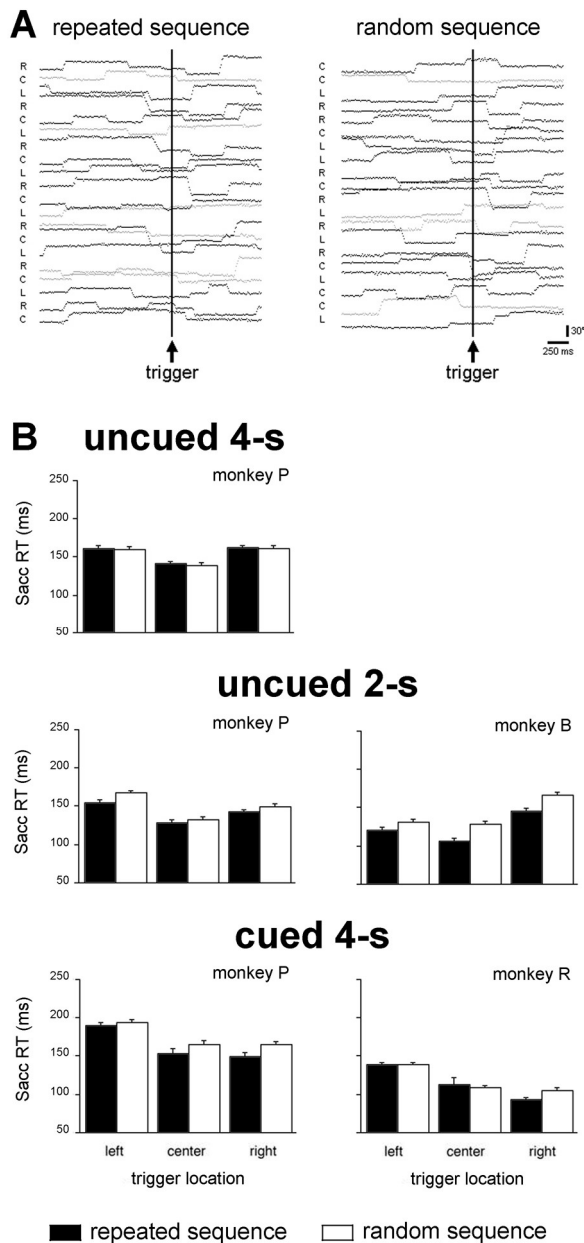 A
repeated sequence
random sequence
R
C
L
R
C
L
R
C
L
R
C
L
R
C
L
R
C
L
R
C
C
C
L
R
R
C
L
L
R
C
R
L
R
L
R
C
L
C
C
L
30°
250 ms
trigger
trigger
B
uncued 4-s
monkey P
Sacc RT (ms)
250
200
150
100
50
uncued 2-s
monkey P
monkey B
Sacc RT (ms)
250
200
150
100
50
cued 4-s
monkey P
monkey R
Sacc RT (ms)
250
200
150
100
50
left center right
left center right
trigger location
trigger location
repeated sequence
random sequence